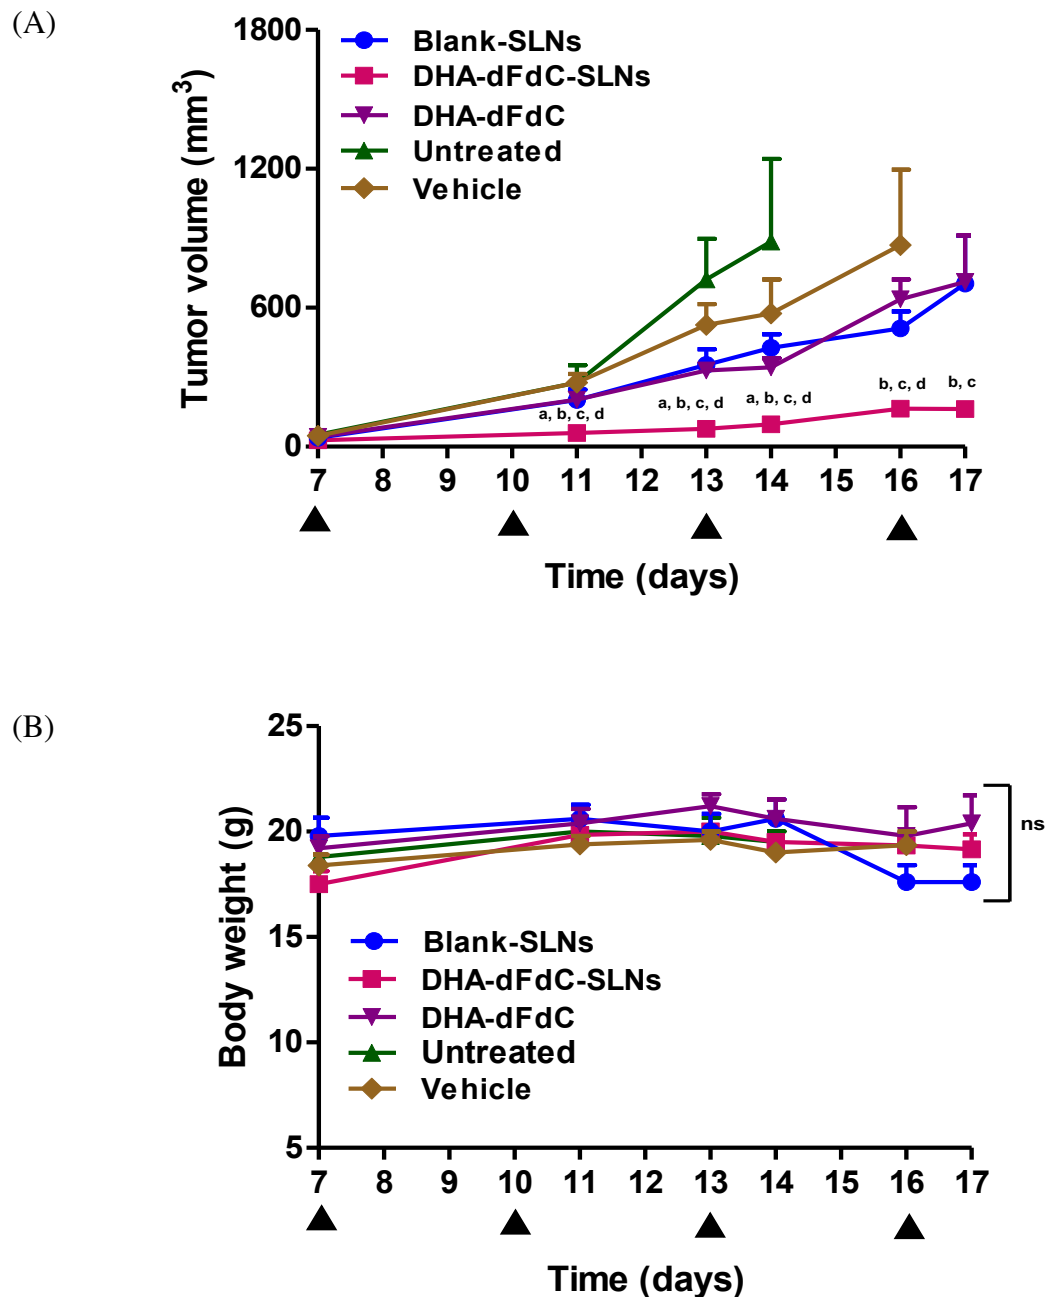 (A)
Tumor volume (mm³)
1800
1200
600
0
Blank-SLNs
DHA-dFdC-SLNs
DHA-dFdC
Untreated
Vehicle
a, b, c, d
a, b, c, d
a, b, c, d
b, c, d
b, c
7 8 9 10 11 12 13 14 15 16 17
Time (days)
(B)
Body weight (g)
25
20
15
10
5
ns
Blank-SLNs
DHA-dFdC-SLNs
DHA-dFdC
Untreated
Vehicle
7 8 9 10 11 12 13 14 15 16 17
Time (days)